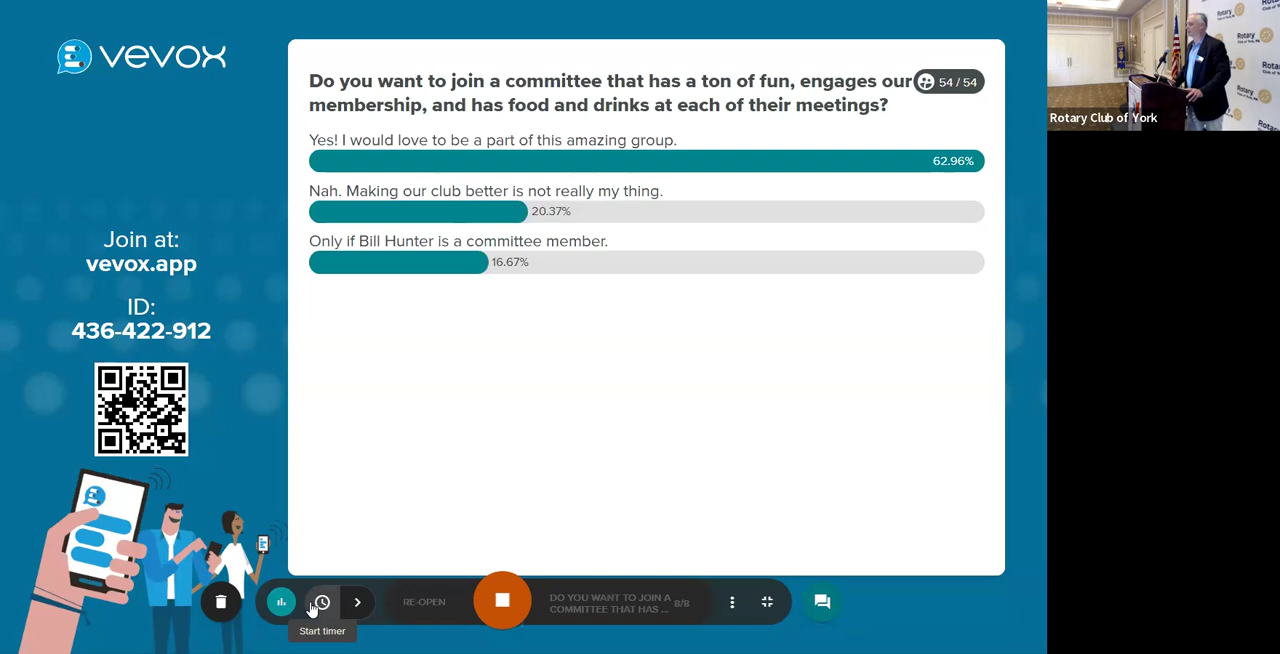 vevox
Join at:
vevox.app
ID:
436-422-912
Do you want to join a committee that has a ton of fun, engages our
membership, and has food and drinks at each of their meetings?
54 / 54
Yes! I would love to be a part of this amazing group.
62.96%
Nah. Making our club better is not really my thing.
20.37%
Only if Bill Hunter is a committee member.
16.67%
RE-OPEN
DO YOU WANT TO JOIN A
COMMITTEE THAT HAS ...
8/8
Start timer
Rotary
Rotary
Rotary
Rotary Club of York